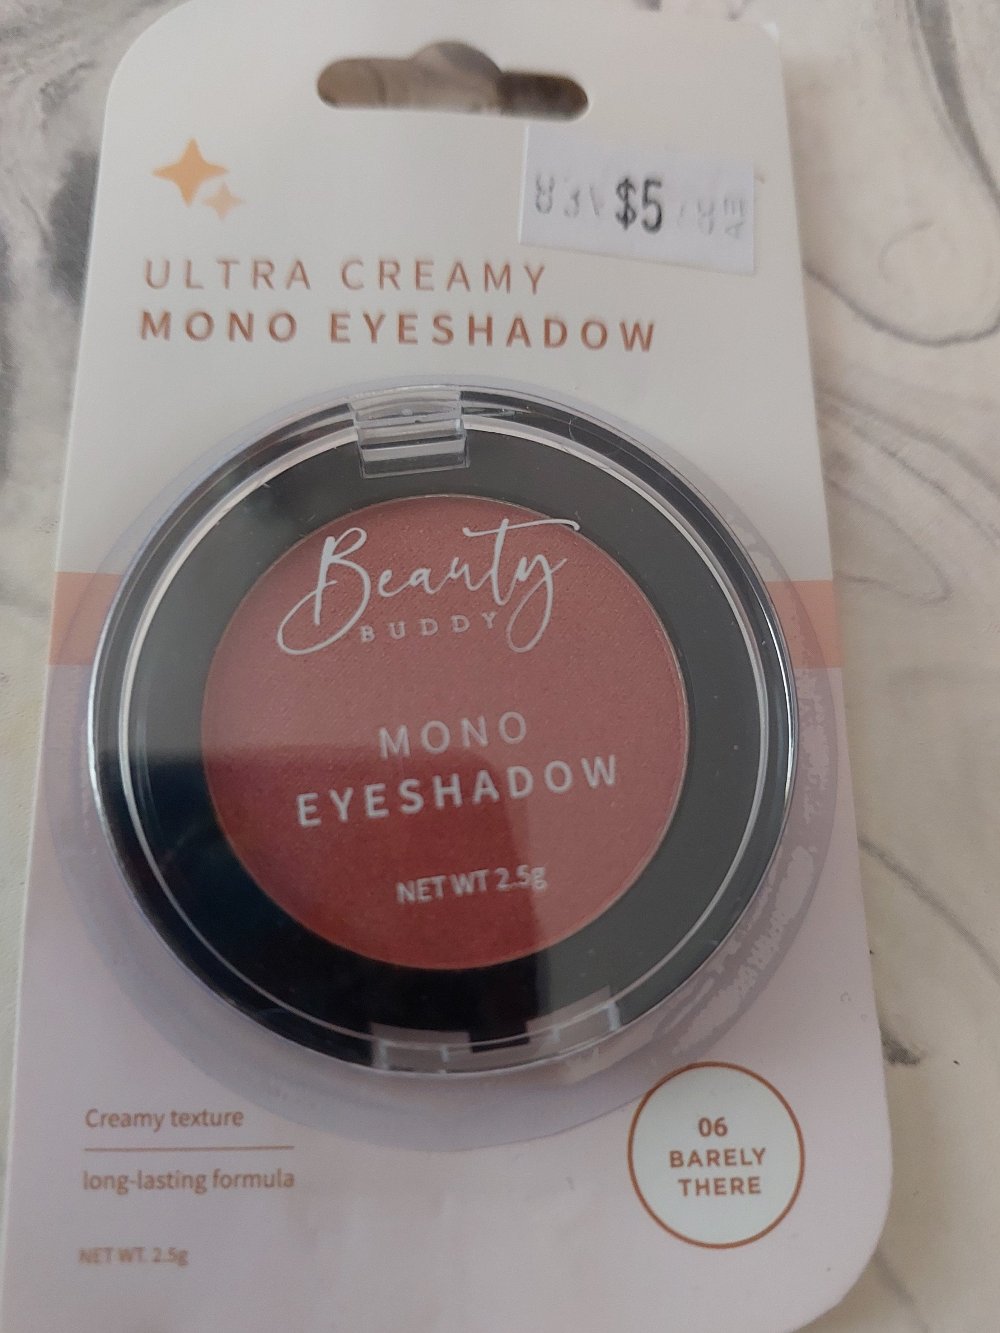 $5
ULTRA CREAMY
MONO EYESHADOW
Beauty
BUDDY
MONO
EYESHADOW
NET WT 2.5g
Creamy texture
long-lasting formula
NET WT. 2.5g
06
BARELY
THERE